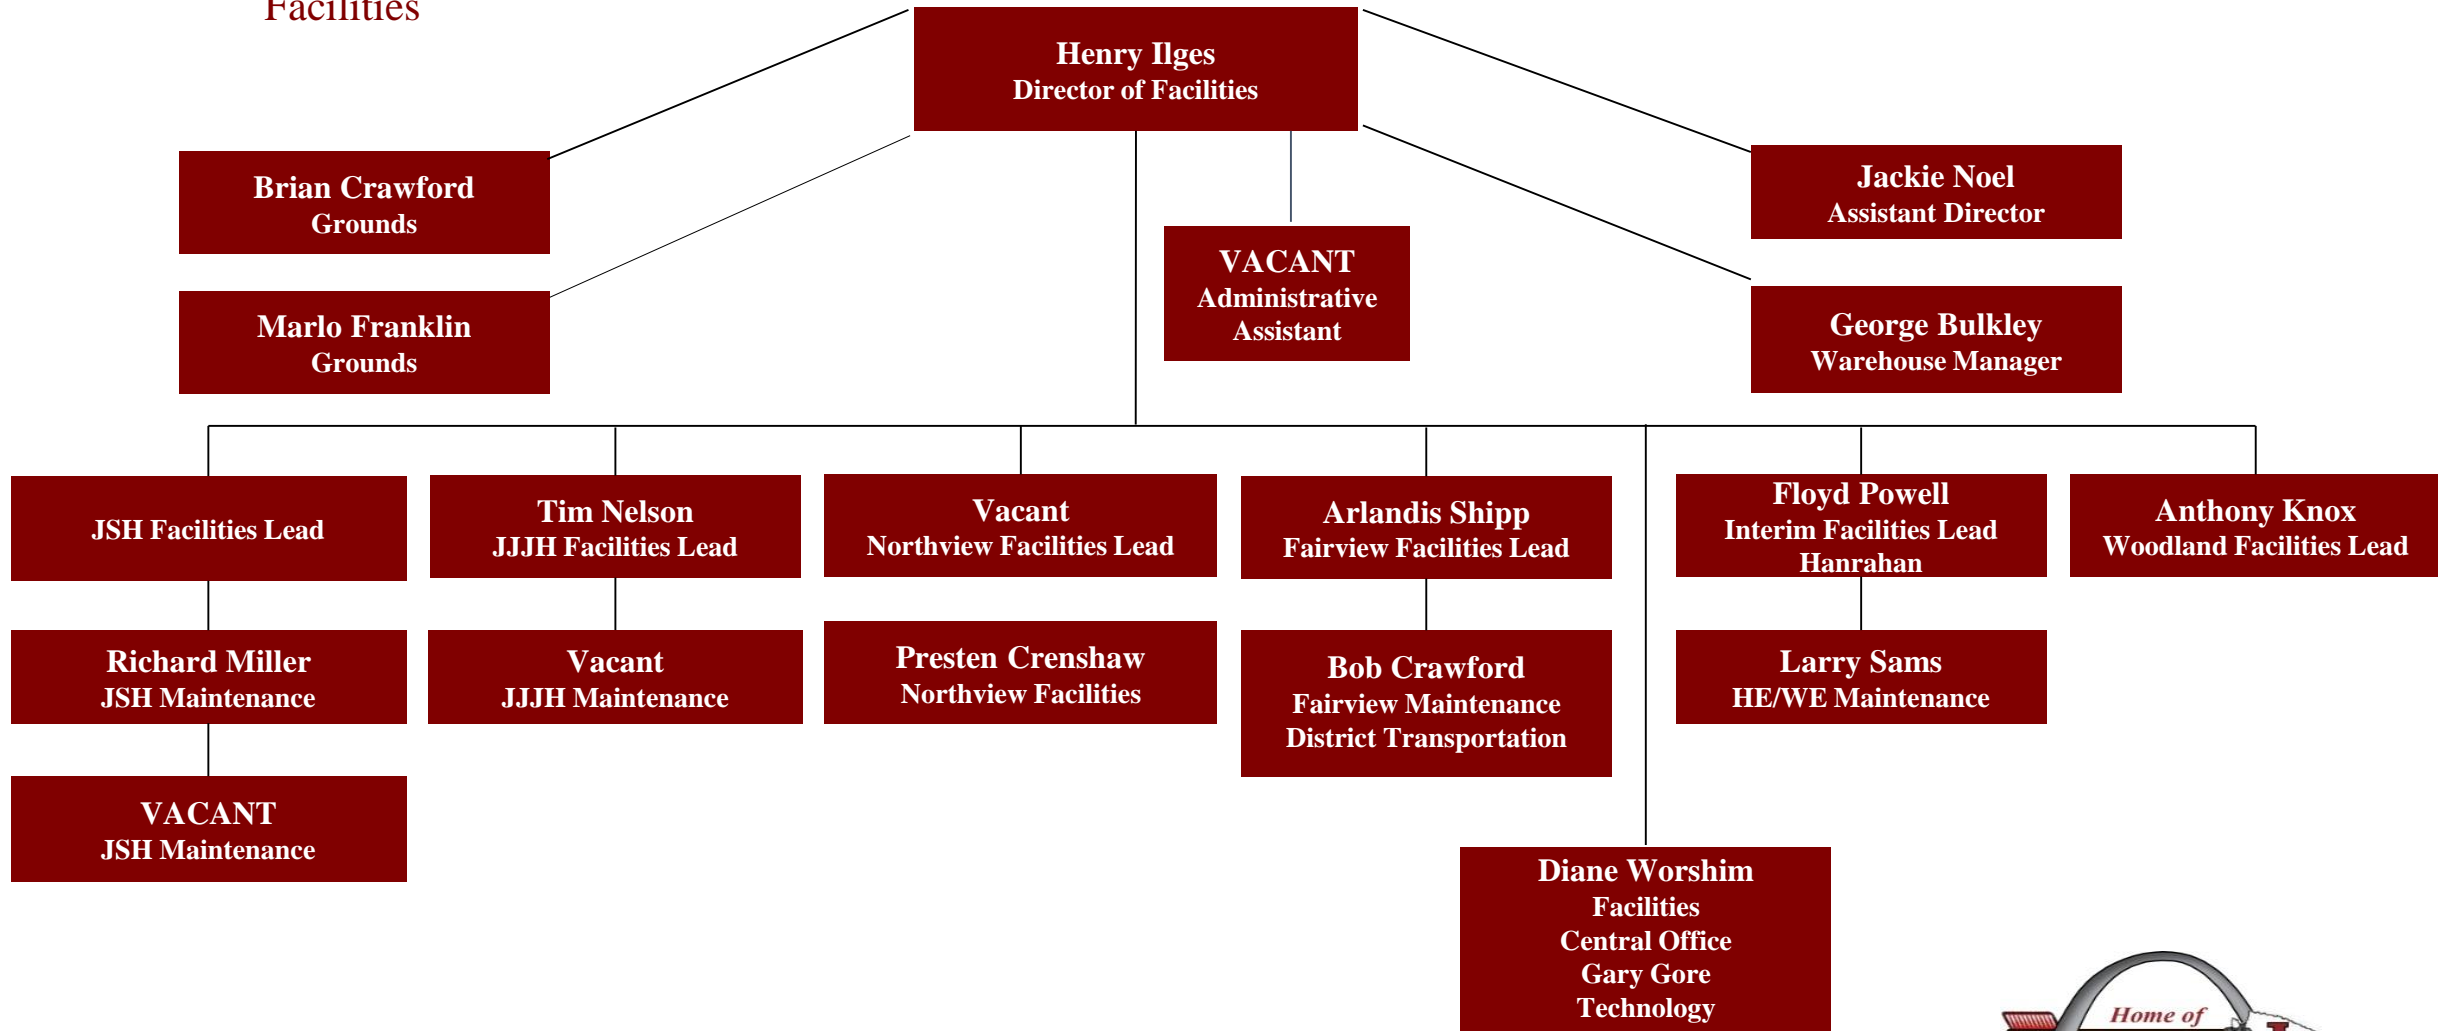 Facilities
Henry Ilges
Director of Facilities
Brian Crawford
Grounds
Jackie Noel
Assistant Director
VACANT
Administrative
Assistant
Marlo Franklin
Grounds
George Bulkley
Warehouse Manager
JSH Facilities Lead
Tim Nelson
JJJH Facilities Lead
Vacant
Northview Facilities Lead
Arlandis Shipp
Fairview Facilities Lead
Floyd Powell
Interim Facilities Lead
Hanrahan
Anthony Knox
Woodland Facilities Lead
Richard Miller
JSH Maintenance
Vacant
JJJH Maintenance
Presten Crenshaw
Northview Facilities
Bob Crawford
Fairview Maintenance
District Transportation
Larry Sams
HE/WE Maintenance
VACANT
JSH Maintenance
Diane Worshim
Facilities
Central Office
Gary Gore
Technology
Home of